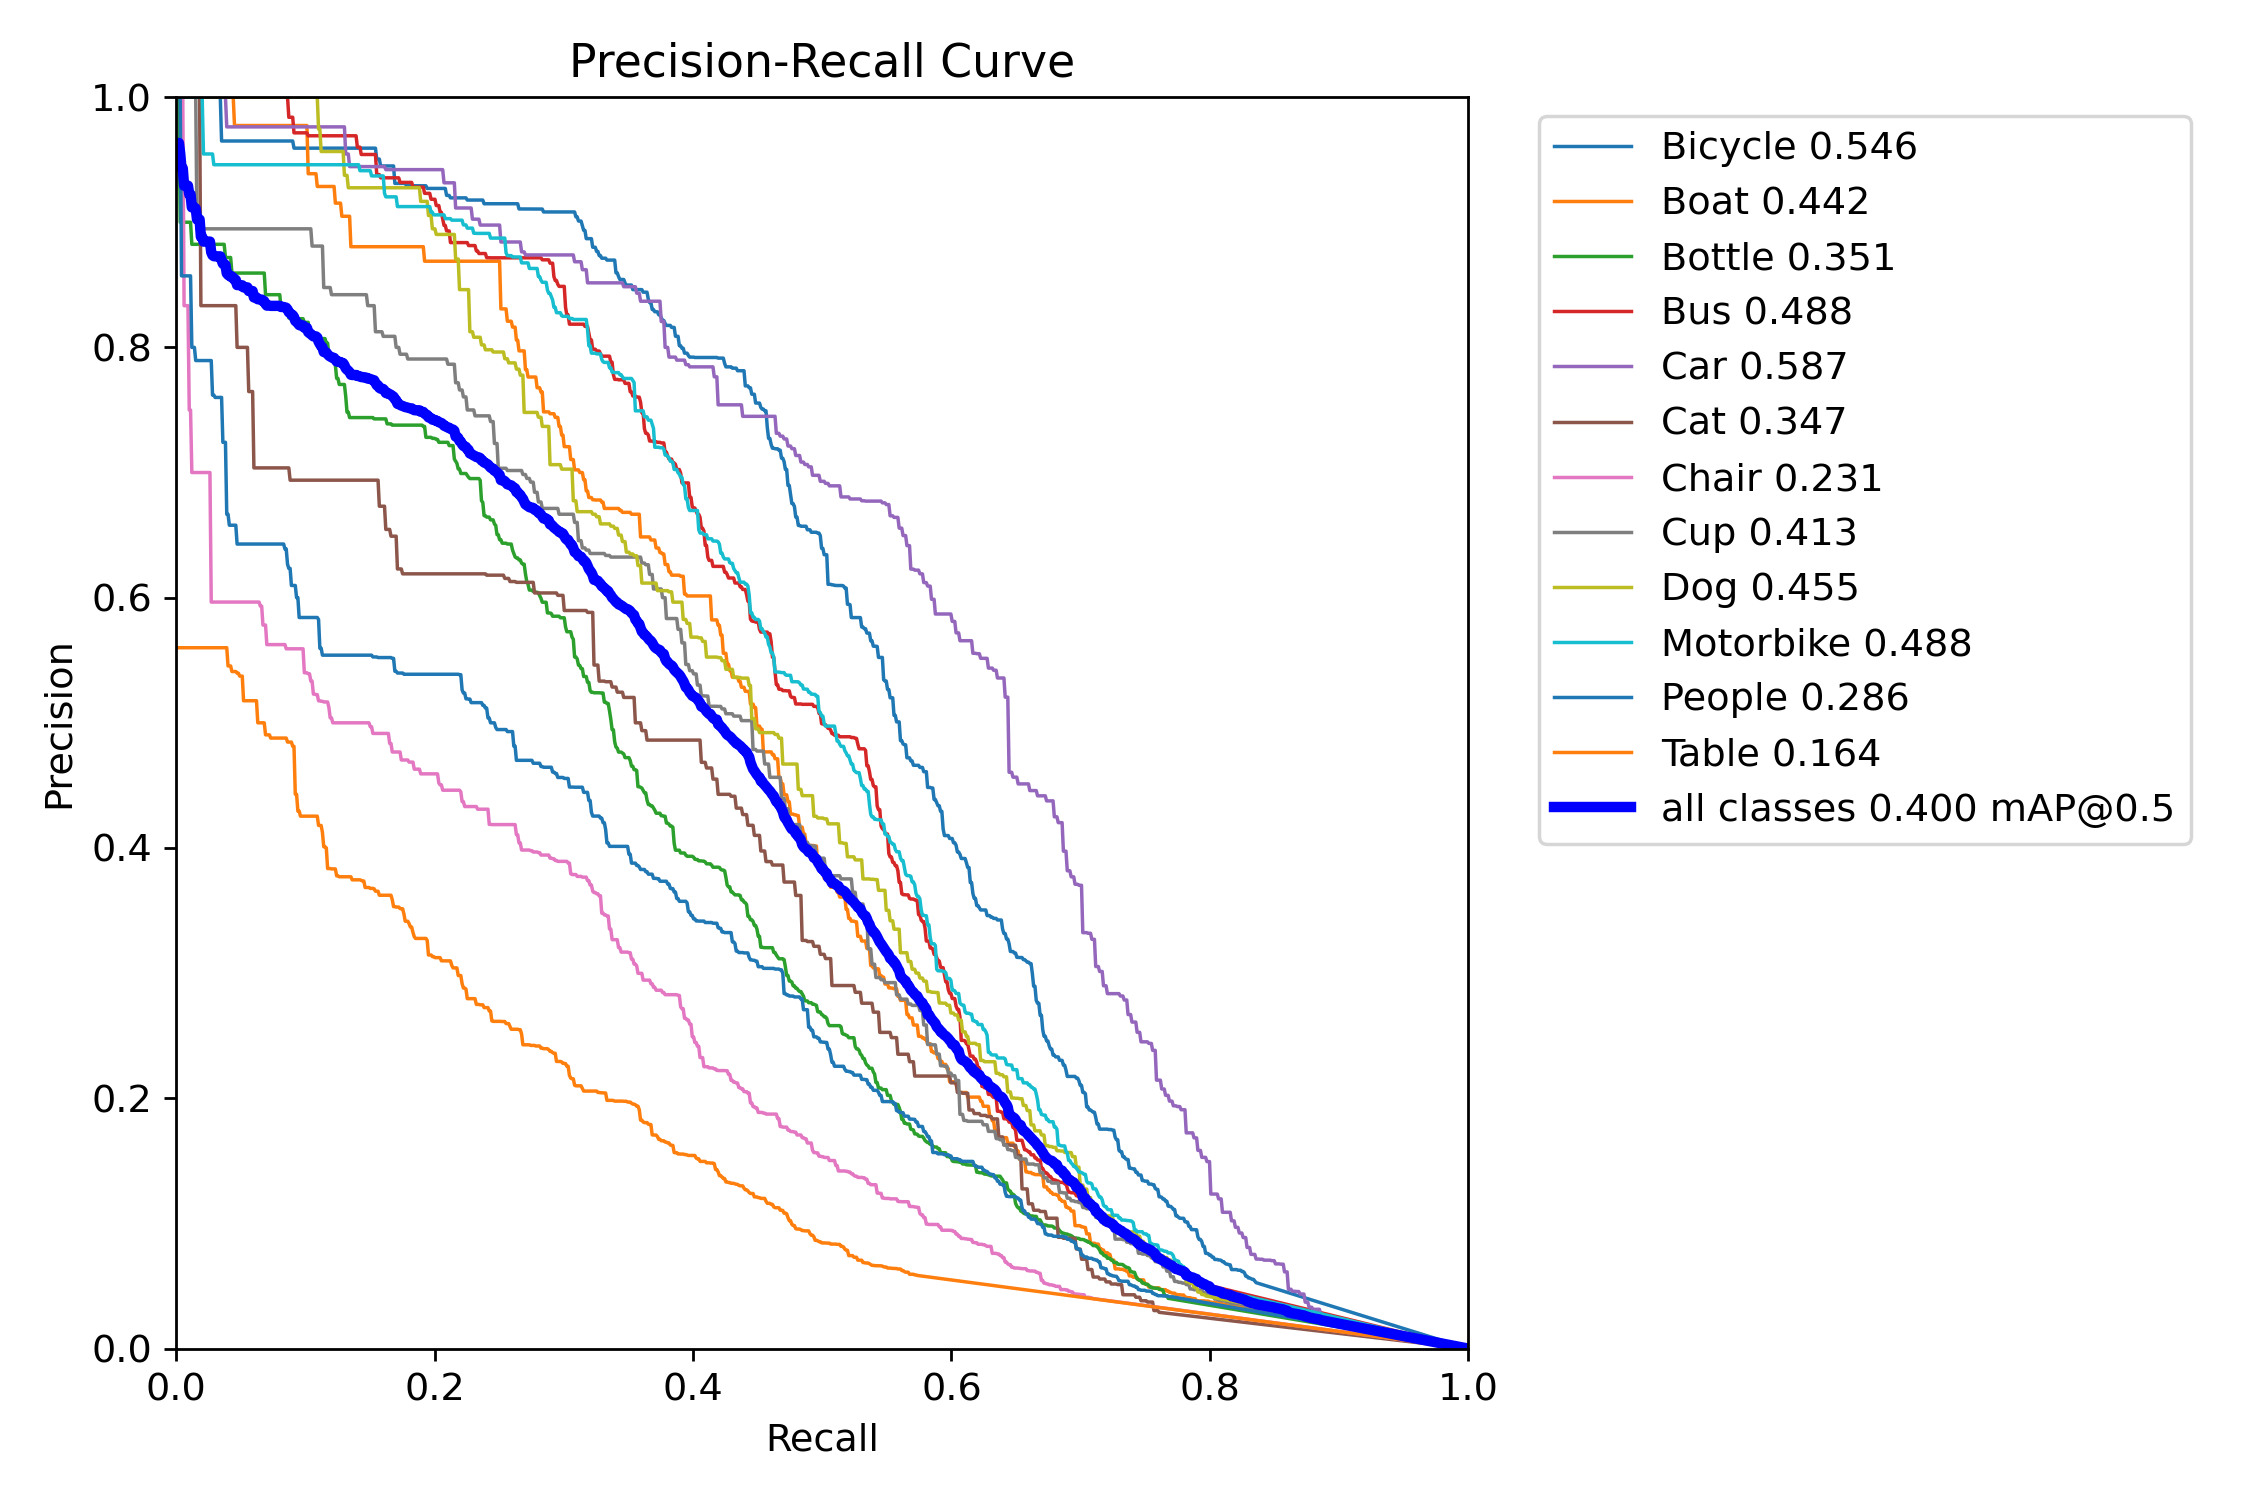 Precision-Recall Curve
1.0
0.8
0.6
0.4
0.2
0.0
Precision
0.0 0.2 0.4 0.6 0.8 1.0
Recall
Bicycle 0.546
Boat 0.442
Bottle 0.351
Bus 0.488
Car 0.587
Cat 0.347
Chair 0.231
Cup 0.413
Dog 0.455
Motorbike 0.488
People 0.286
Table 0.164
all classes 0.400 mAP@0.5